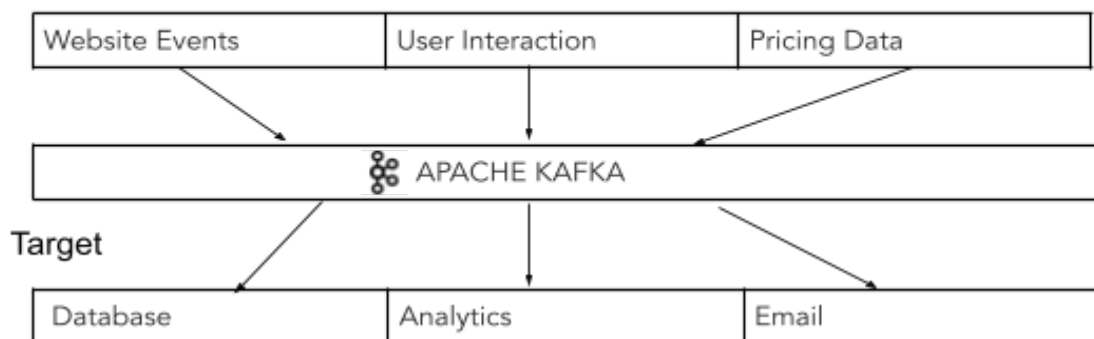 Website Events
User Interaction
Pricing Data
APACHE KAFKA
Target
Database
Analytics
Email